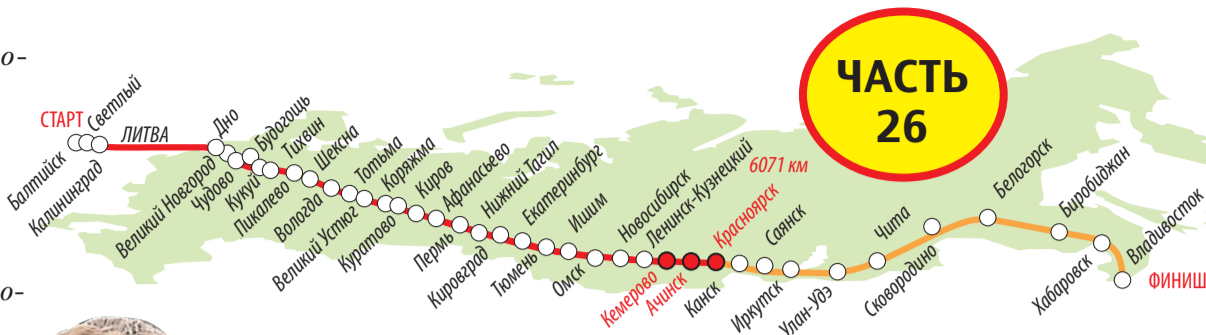 0-
0-
ЧАСТЬ
26
СТАРТ
Балтийск
Светлый
Калининград
ЛИТВА
Дно
Великий Новгород
Чудово
Будогощь
Кукуй
Тихвин
Пикалево
Шексна
Вологда
Тотьма
Великий Устюг
Коряжма
Куратово
Киров
Афанасьево
Пермь
Нижний Тагил
Кировград
Екатеринбург
Тюмень
Ишим
Омск
Новосибирск
Ленинск-Кузнецкий
Кемерово
Ачинск
6071 км
Красноярск
Канск
Саянск
Иркутск
Улан-Удэ
Чита
Сковородино
Белогорск
Биробиджан
Хабаровск
Владивосток
ФИНИШ